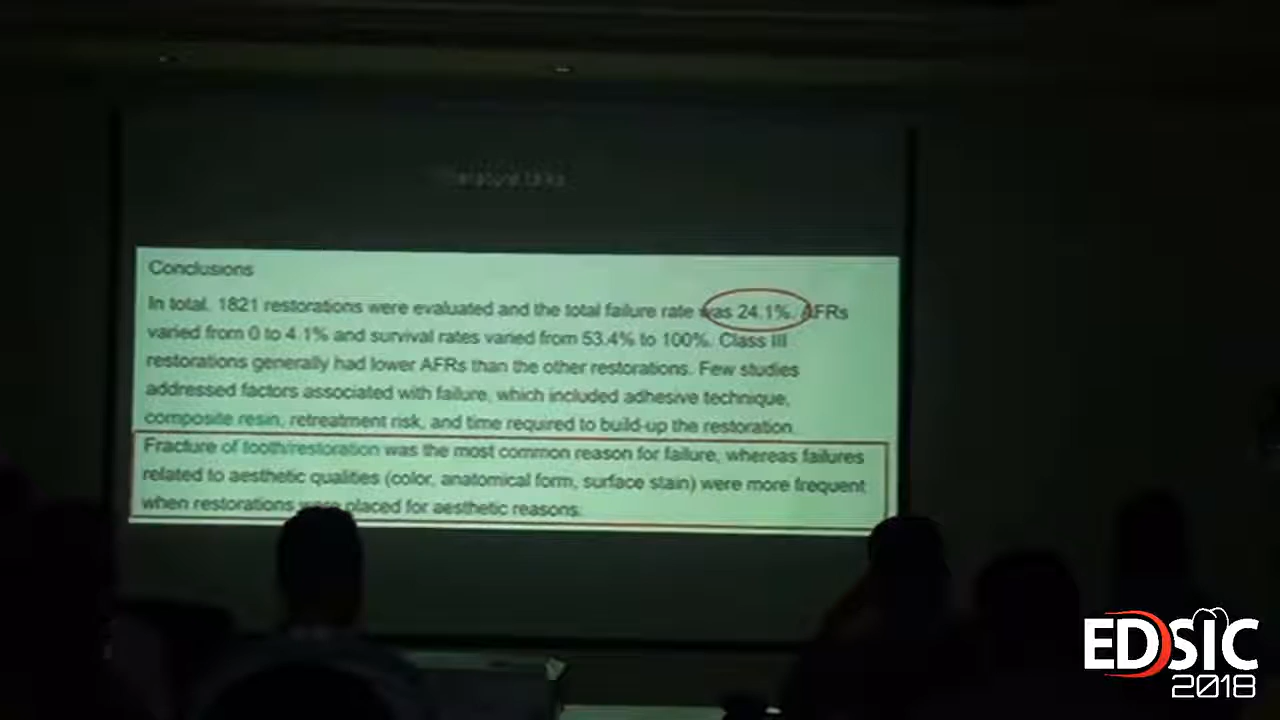 Conclusions
In total, 1821 restorations were evaluated and the total failure rate was 24.1%. AFRs
varied from 0 to 4.1% and survival rates varied from 53.4% to 100%. Class III
restorations generally had lower AFRs than the other restorations. Few studies
addressed factors associated with failure, which included adhesive technique,
composite resin, retreatment risk, and time required to build-up the restoration.
Fracture of tooth/restoration was the most common reason for failure, whereas failures
related to aesthetic qualities (color, anatomical form, surface stain) were more frequent
when restorations were placed for aesthetic reasons.
EDSIC
2018